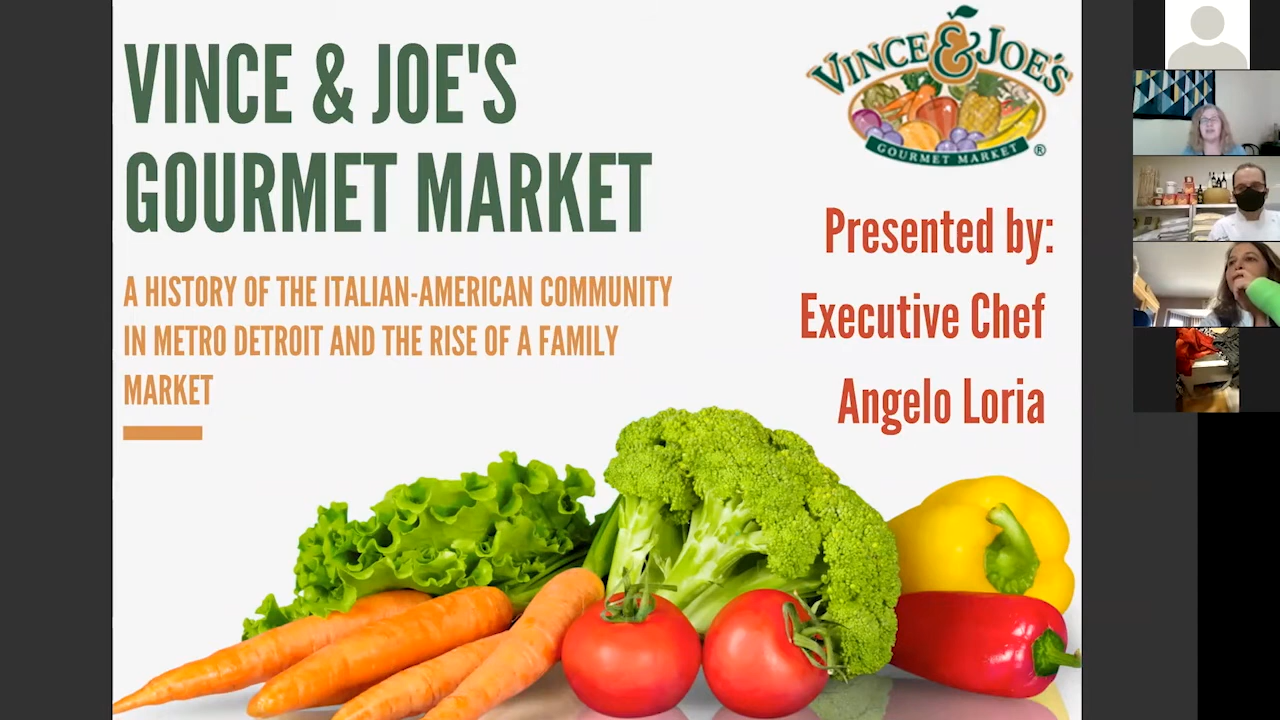 VINCE & JOE'S
GOURMET MARKET
A HISTORY OF THE ITALIAN-AMERICAN COMMUNITY
IN METRO DETROIT AND THE RISE OF A FAMILY
MARKET
VINCE & JOE'S
GOURMET MARKET ®
Presented by:
Executive Chef
Angelo Loria